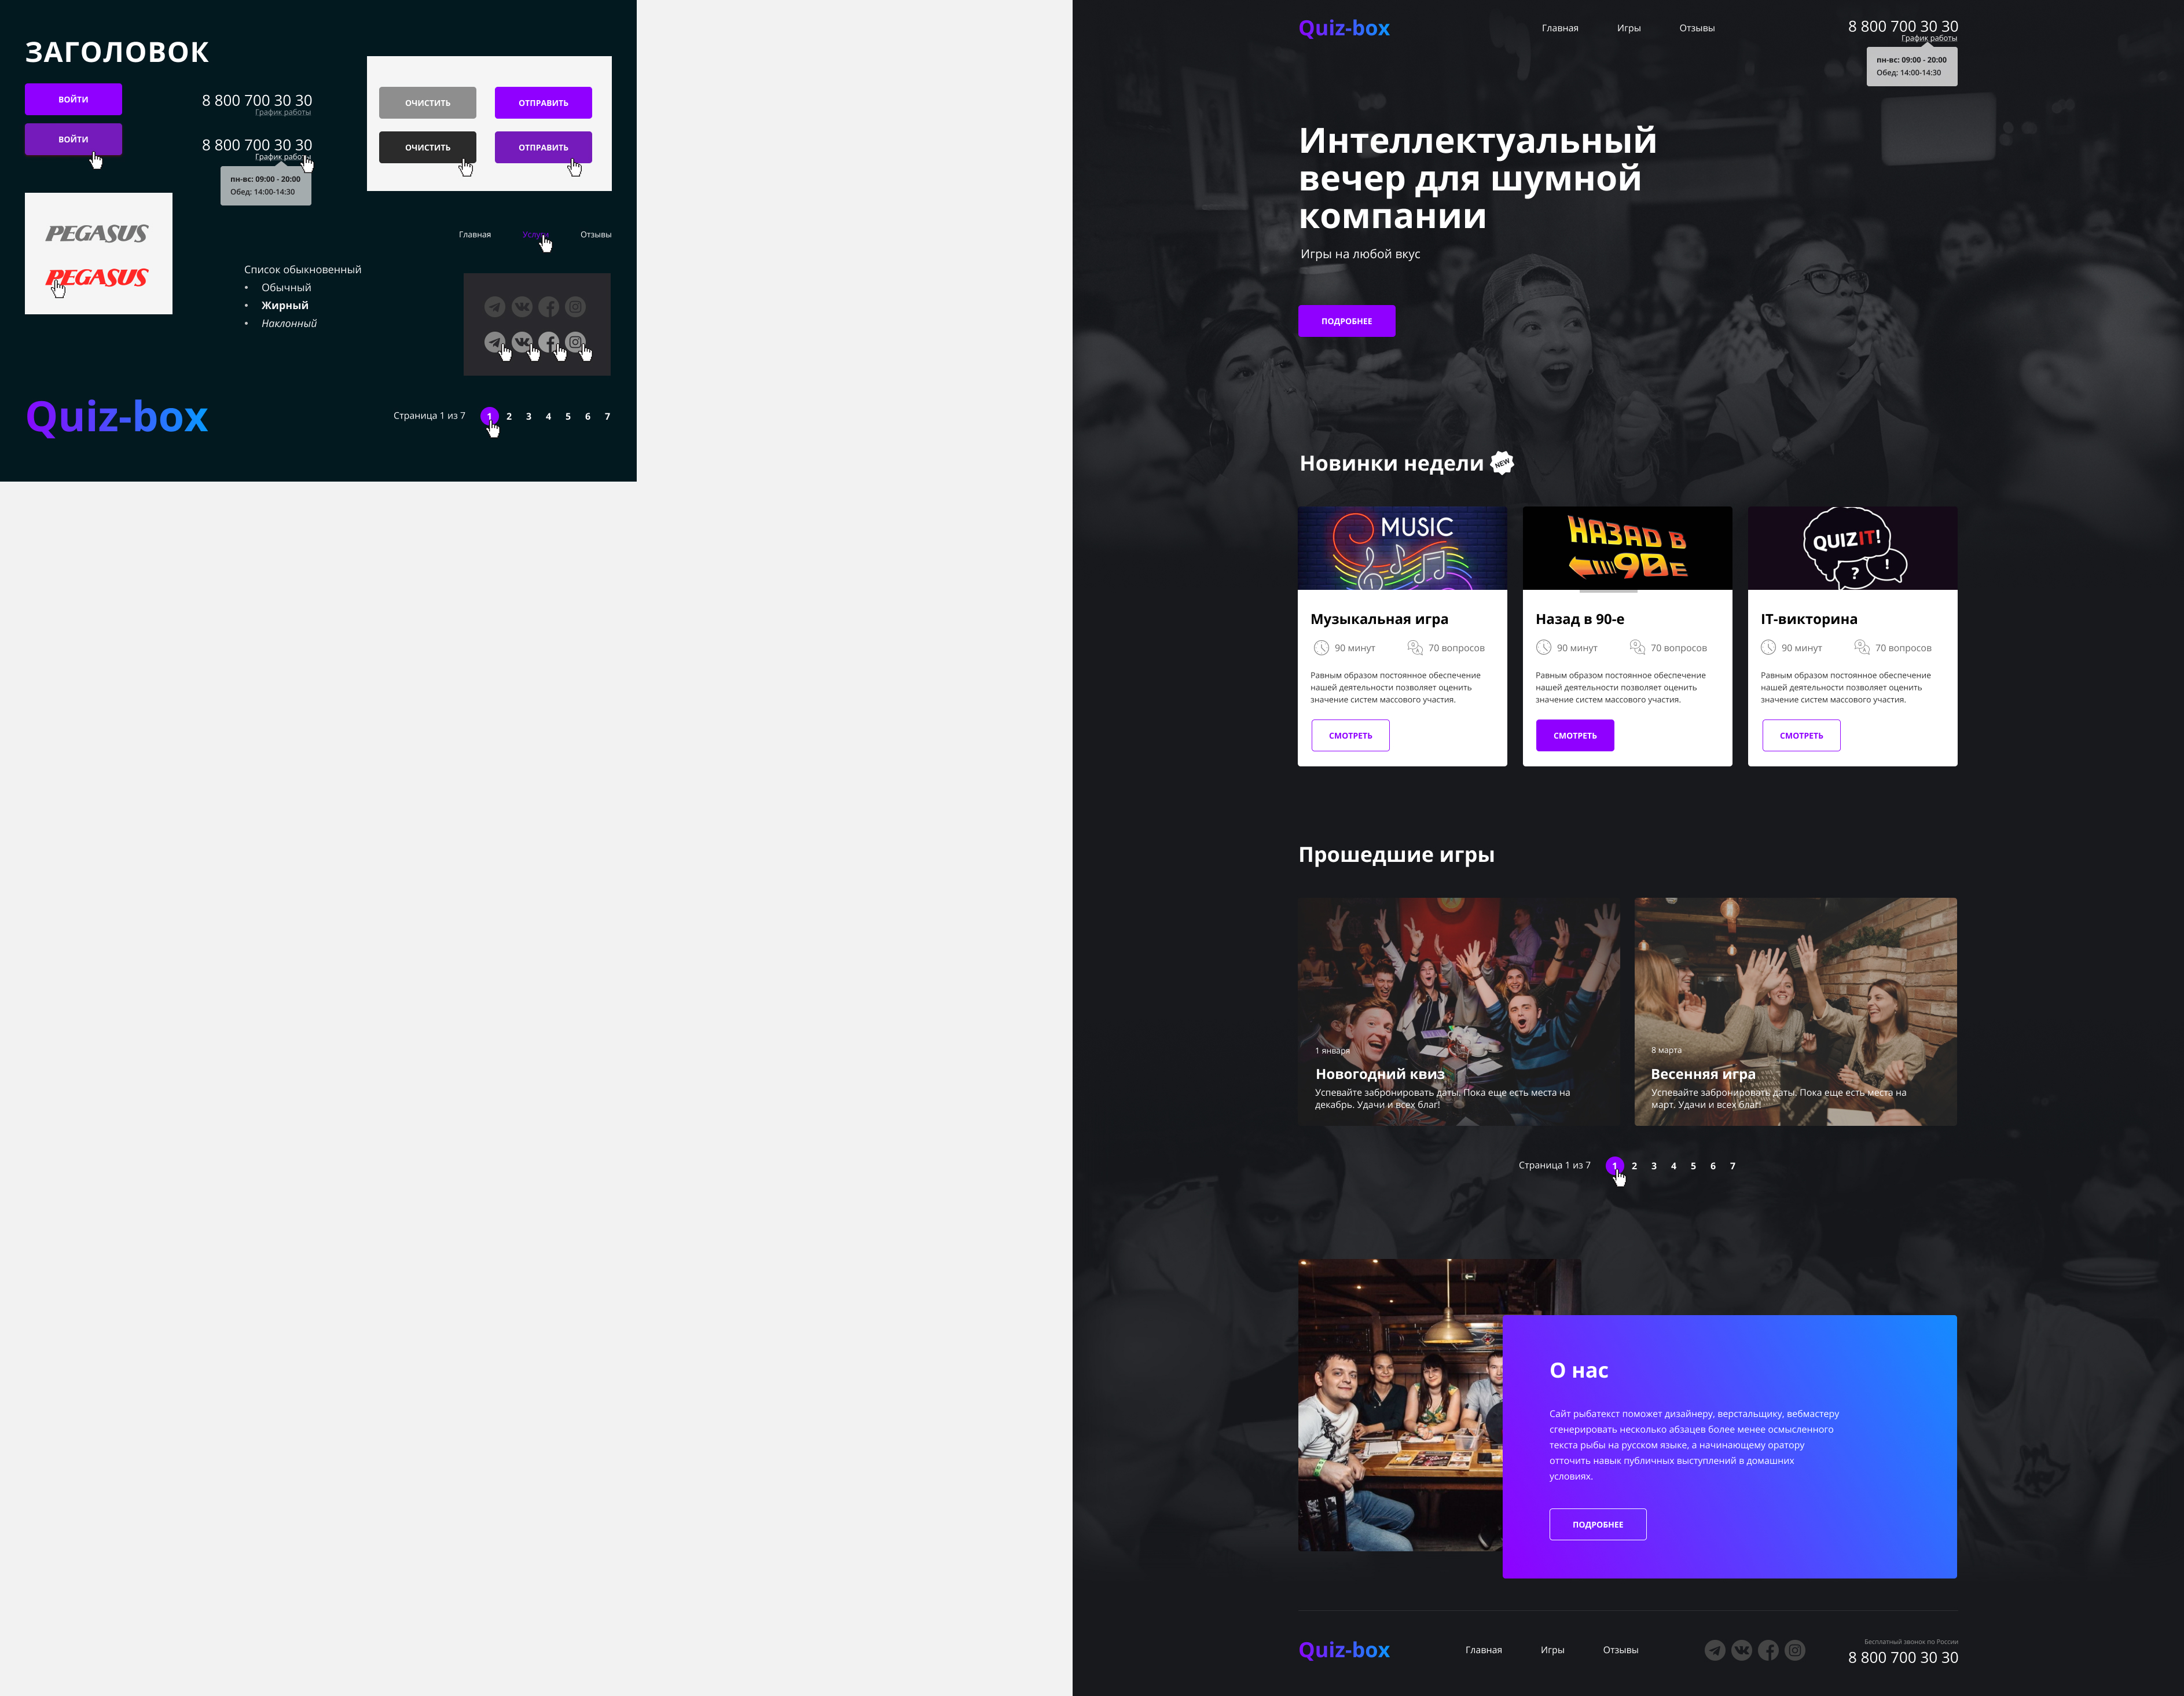 ЗАГОЛОВОК
ВОЙТИ
ВОЙТИ
8 800 700 30 30
График работы
8 800 700 30 30
График работы
пн-вс: 09:00 - 20:00
Обед: 14:00-14:30
ОЧИСТИТЬ
ОТПРАВИТЬ
ОЧИСТИТЬ
ОТПРАВИТЬ
PEGASUS
PEGASUS
Главная
Услуги
Отзывы
Список обыкновенный
• Обычный
• Жирный
• Наклонный
Quiz-box
Страница 1 из 7
1 2 3 4 5 6 7
Quiz-box
Главная
Игры
Отзывы
8 800 700 30 30
График работы
пн-вс: 09:00 - 20:00
Обед: 14:00-14:30
Интеллектуальный
вечер для шумной
компании
Игры на любой вкус
ПОДРОБНЕЕ
Новинки недели
NEW
MUSIC
Музыкальная игра
90 минут
70 вопросов
Равным образом постоянное обеспечение
нашей деятельности позволяет оценить
значение систем массового участия.
СМОТРЕТЬ
НАЗАД В
90Е
Назад в 90-е
90 минут
70 вопросов
Равным образом постоянное обеспечение
нашей деятельности позволяет оценить
значение систем массового участия.
СМОТРЕТЬ
QUIZIT!
? !
IT-викторина
90 минут
70 вопросов
Равным образом постоянное обеспечение
нашей деятельности позволяет оценить
значение систем массового участия.
СМОТРЕТЬ
Прошедшие игры
1 января
Новогодний квиз
Успевайте забронировать даты. Пока еще есть места на
декабрь. Удачи и всех благ!
8 марта
Весенняя игра
Успевайте забронировать даты. Пока еще есть места на
март. Удачи и всех благ!
Страница 1 из 7
1 2 3 4 5 6 7
О нас
Сайт рыбатекст поможет дизайнеру, верстальщику, вебмастеру
сгенерировать несколько абзацев более менее осмысленного
текста рыбы на русском языке, а начинающему оратору
отточить навык публичных выступлений в домашних
условиях.
ПОДРОБНЕЕ
Quiz-box
Главная
Игры
Отзывы
Бесплатный звонок по России
8 800 700 30 30